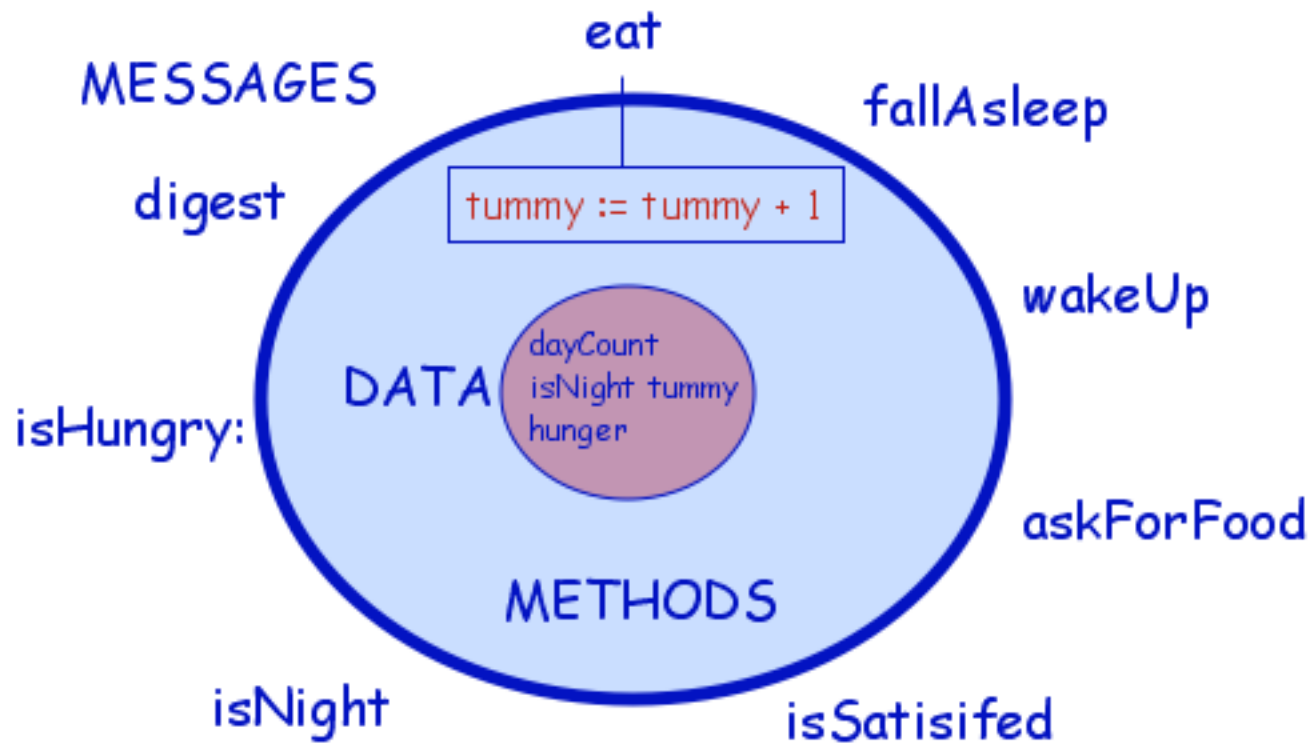 eat
MESSAGES
fallAsleep
digest
tummy := tummy + 1
wakeUp
dayCount
DATA
isNight tummy
hunger
isHungry:
askForFood
METHODS
isNight
isSatisifed